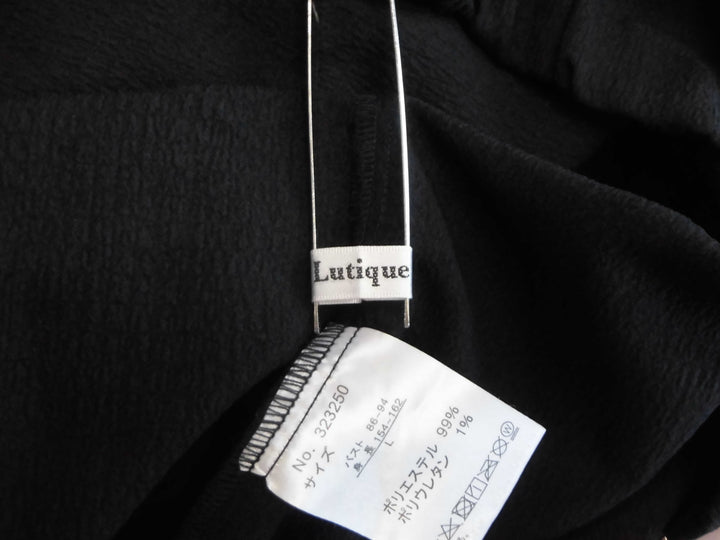 Lutique
No. 323250
サイズ
バスト 86-94
身長 154-162
L
ポリエステル 99%
ポリウレタン 1%
W